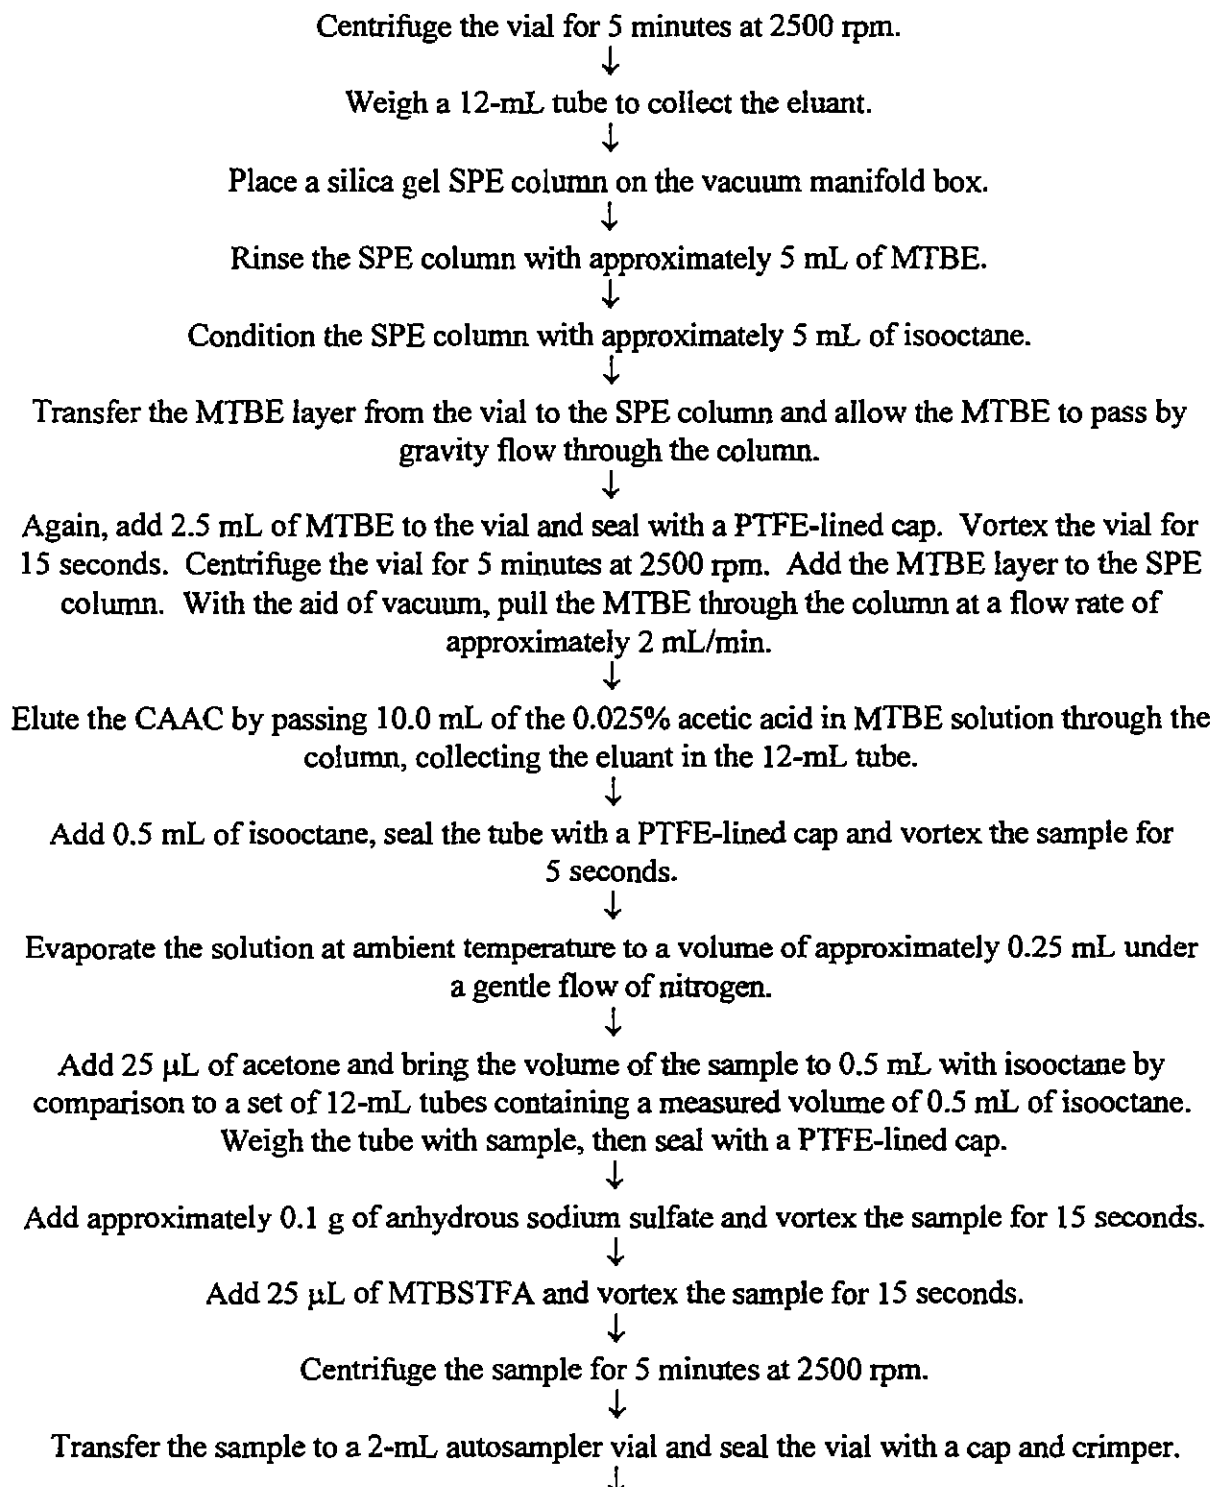 Centrifuge the vial for 5 minutes at 2500 rpm.
↓
Weigh a 12-mL tube to collect the eluant.
↓
Place a silica gel SPE column on the vacuum manifold box.
↓
Rinse the SPE column with approximately 5 mL of MTBE.
↓
Condition the SPE column with approximately 5 mL of isooctane.
↓
Transfer the MTBE layer from the vial to the SPE column and allow the MTBE to pass by
gravity flow through the column.
↓
Again, add 2.5 mL of MTBE to the vial and seal with a PTFE-lined cap. Vortex the vial for
15 seconds. Centrifuge the vial for 5 minutes at 2500 rpm. Add the MTBE layer to the SPE
column. With the aid of vacuum, pull the MTBE through the column at a flow rate of
approximately 2 mL/min.
↓
Elute the CAAC by passing 10.0 mL of the 0.025% acetic acid in MTBE solution through the
column, collecting the eluant in the 12-mL tube.
↓
Add 0.5 mL of isooctane, seal the tube with a PTFE-lined cap and vortex the sample for
5 seconds.
↓
Evaporate the solution at ambient temperature to a volume of approximately 0.25 mL under
a gentle flow of nitrogen.
↓
Add 25 μL of acetone and bring the volume of the sample to 0.5 mL with isooctane by
comparison to a set of 12-mL tubes containing a measured volume of 0.5 mL of isooctane.
Weigh the tube with sample, then seal with a PTFE-lined cap.
↓
Add approximately 0.1 g of anhydrous sodium sulfate and vortex the sample for 15 seconds.
↓
Add 25 μL of MTBSTFA and vortex the sample for 15 seconds.
↓
Centrifuge the sample for 5 minutes at 2500 rpm.
↓
Transfer the sample to a 2-mL autosampler vial and seal the vial with a cap and crimper.
↓